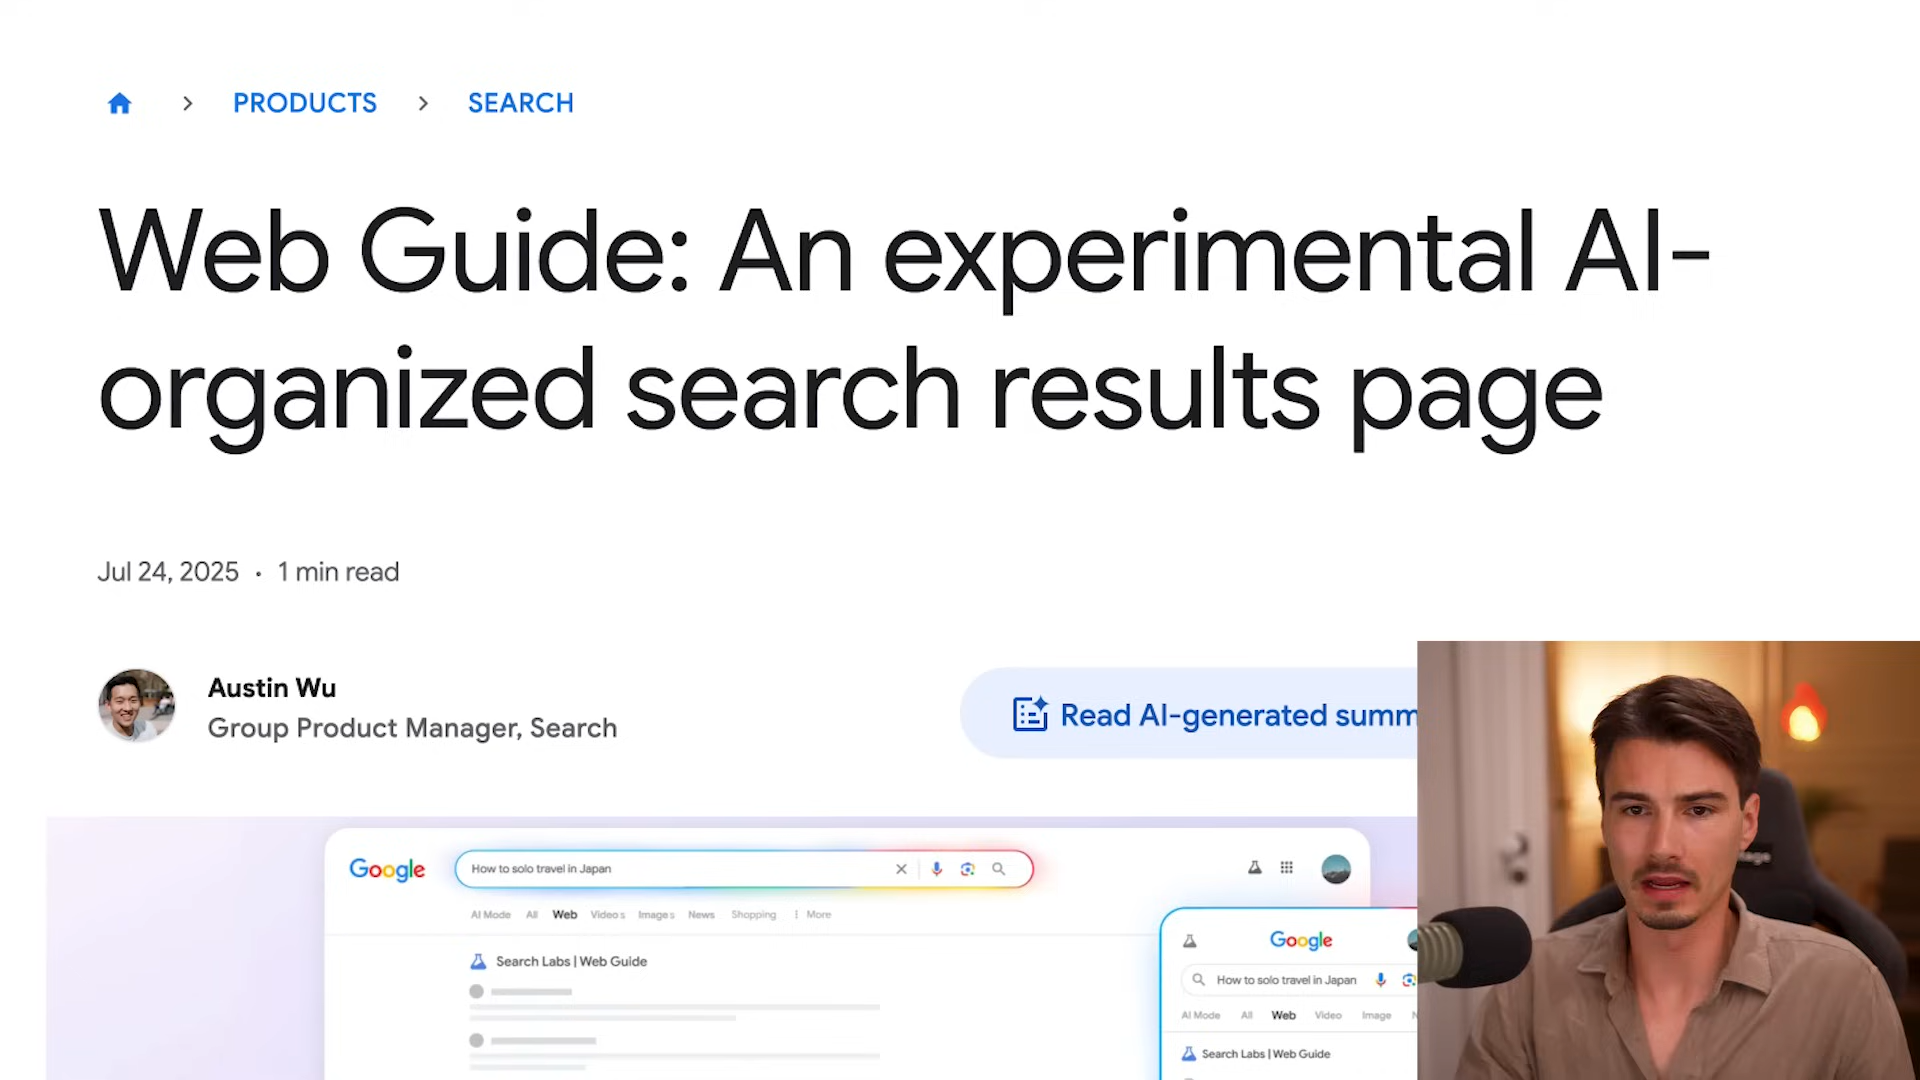 PRODUCTS SEARCH
Web Guide: An experimental AI-
organized search results page
Jul 24, 2025 · 1 min read
Austin Wu
Group Product Manager, Search
Read AI-generated summ
Google How to solo travel in Japan
AI Mode All Web Videos Images News Shopping More
Search Labs | Web Guide
Google
How to solo travel in Japan
AI Mode All Web Video Image
Search Labs | Web Guide